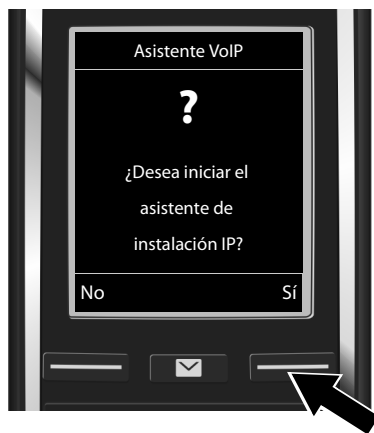 Asistente VoIP
?
¿Desea iniciar el
asistente de
instalación IP?
No Sí